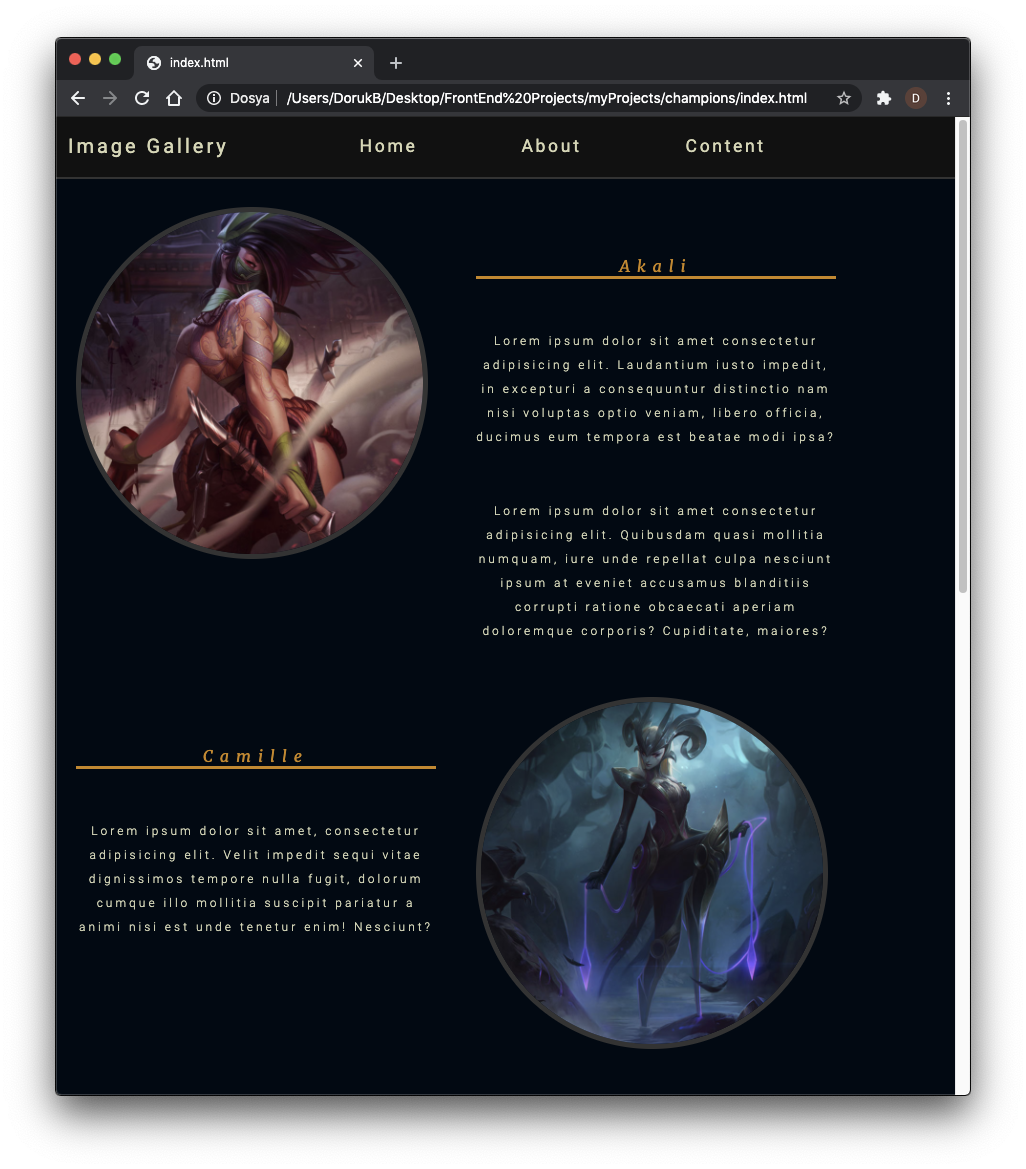 index.html
Dosya
/Users/DorukB/Desktop/FrontEnd%20Projects/myProjects/champions/index.html
D
Image Gallery
Home
About
Content
Akali
Lorem ipsum dolor sit amet consectetur
adipisicing elit. Laudantium iusto impedit,
in excepturi a consequuntur distinctio nam
nisi voluptas optio veniam, libero officia,
ducimus eum tempora est beatae modi ipsa?
Lorem ipsum dolor sit amet consectetur
adipisicing elit. Quibusdam quasi mollitia
numquam, iure unde repellat culpa nesciunt
ipsum at eveniet accusamus blanditiis
corrupti ratione obcaecati aperiam
doloremque corporis? Cupiditate, maiores?
Camille
Lorem ipsum dolor sit amet, consectetur
adipisicing elit. Velit impedit sequi vitae
dignissimos tempore nulla fugit, dolorum
cumque illo mollitia suscipit pariatur a
animi nisi est unde tenetur enim! Nesciunt?